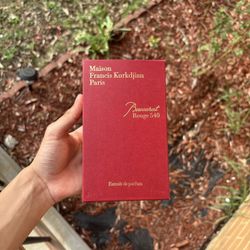 Maison
Francis Kurkdjian
Paris
Baccarat
Rouge 540
Extrait de parfum